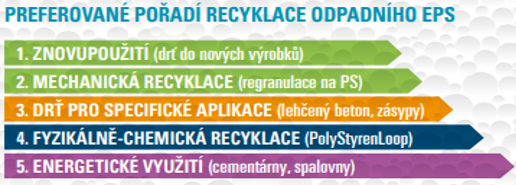 PREFEROVANÉ POŘADÍ RECYKLACE ODPADNÍHO EPS
1. ZNOVUPOUŽITÍ (drť do nových výrobků)
2. MECHANICKÁ RECYKLACE (regranulace na PS)
3. DRŤ PRO SPECIFICKÉ APLIKACE (lehčený beton, zásypy)
4. FYZIKÁLNĚ-CHEMICKÁ RECYKLACE (PolyStyrenLoop)
5. ENERGETICKÉ VYUŽITÍ (cementárny, spalovny)